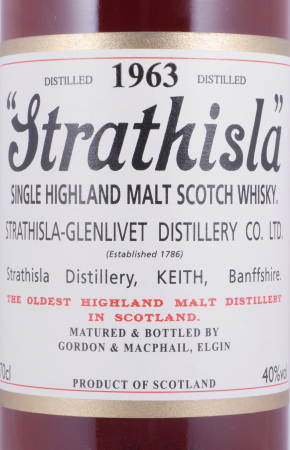 DISTILLED 1963 DISTILLED
"Strathisla"
SINGLE HIGHLAND MALT SCOTCH WHISKY.
STRATHISLA-GLENLIVET DISTILLERY CO. LTD.
(Established 1786)
Strathisla Distillery, KEITH, Banffshire.
THE OLDEST HIGHLAND MALT DISTILLERY
IN SCOTLAND.
MATURED & BOTTLED BY
GORDON & MACPHAIL, ELGIN
70cl 40%vol
PRODUCT OF SCOTLAND